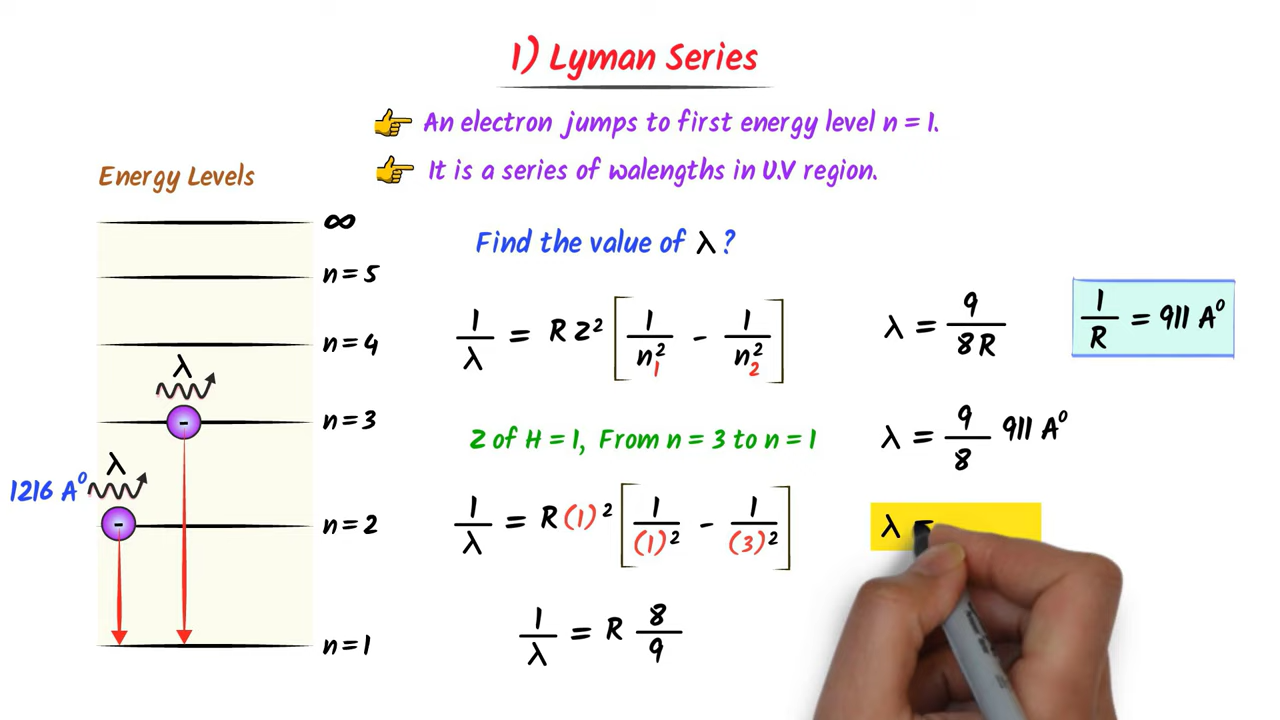 1) Lyman Series
An electron jumps to first energy level n = 1.
It is a series of walengths in U.V region.
Energy Levels
∞
n = 5
n = 4
n = 3
n = 2
n = 1
λ
λ
1216 A⁰
-
-
Find the value of λ ?
1/λ = R Z² [ 1/n₁² - 1/n₂² ]
Z of H = 1, From n = 3 to n = 1
1/λ = R (1)² [ 1/(1)² - 1/(3)² ]
1/λ = R 8/9
λ = 9/8R
1/R = 911 A⁰
λ = 9/8 911 A⁰
λ =